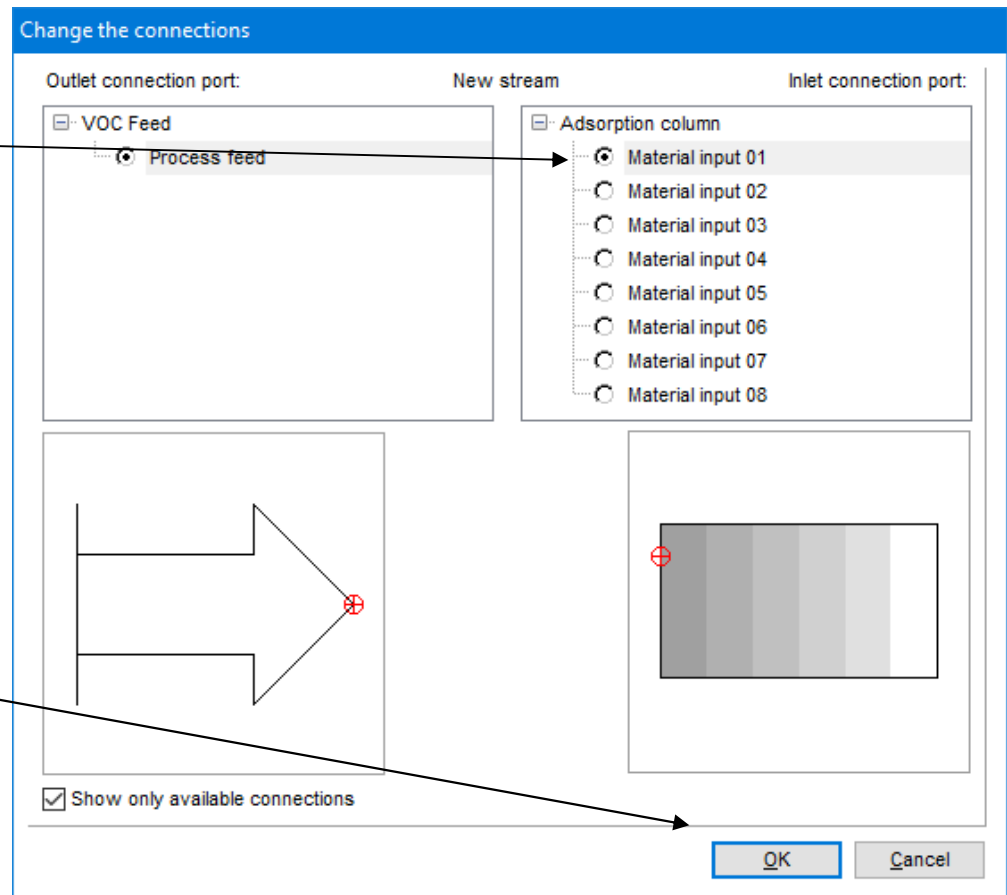 Change the connections
Outlet connection port: New stream Inlet connection port:
VOC Feed
Process feed
Adsorption column
Material input 01
Material input 02
Material input 03
Material input 04
Material input 05
Material input 06
Material input 07
Material input 08
Show only available connections
OK Cancel